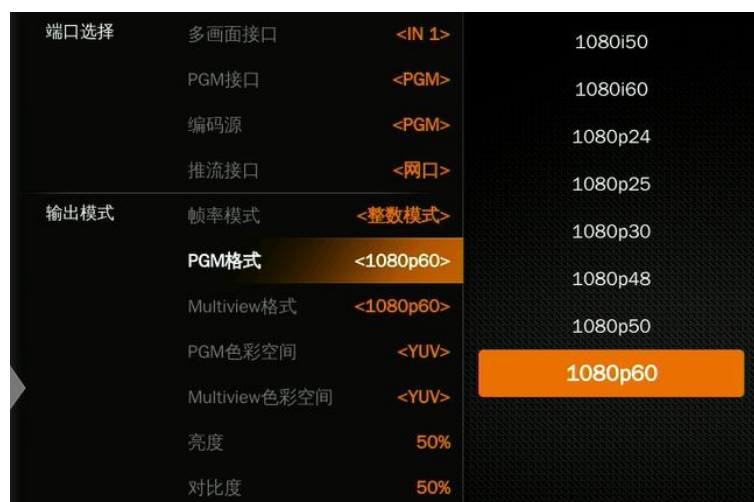 端口选择
多画面接口 <IN 1>
PGM接口 <PGM>
编码源 <PGM>
推流接口 <网口>
输出模式
帧率模式 <整数模式>
PGM格式 <1080p60>
Multiview格式 <1080p60>
PGM色彩空间 <YUV>
Multiview色彩空间 <YUV>
亮度 50%
对比度 50%
1080i50
1080i60
1080p24
1080p25
1080p30
1080p48
1080p50
1080p60